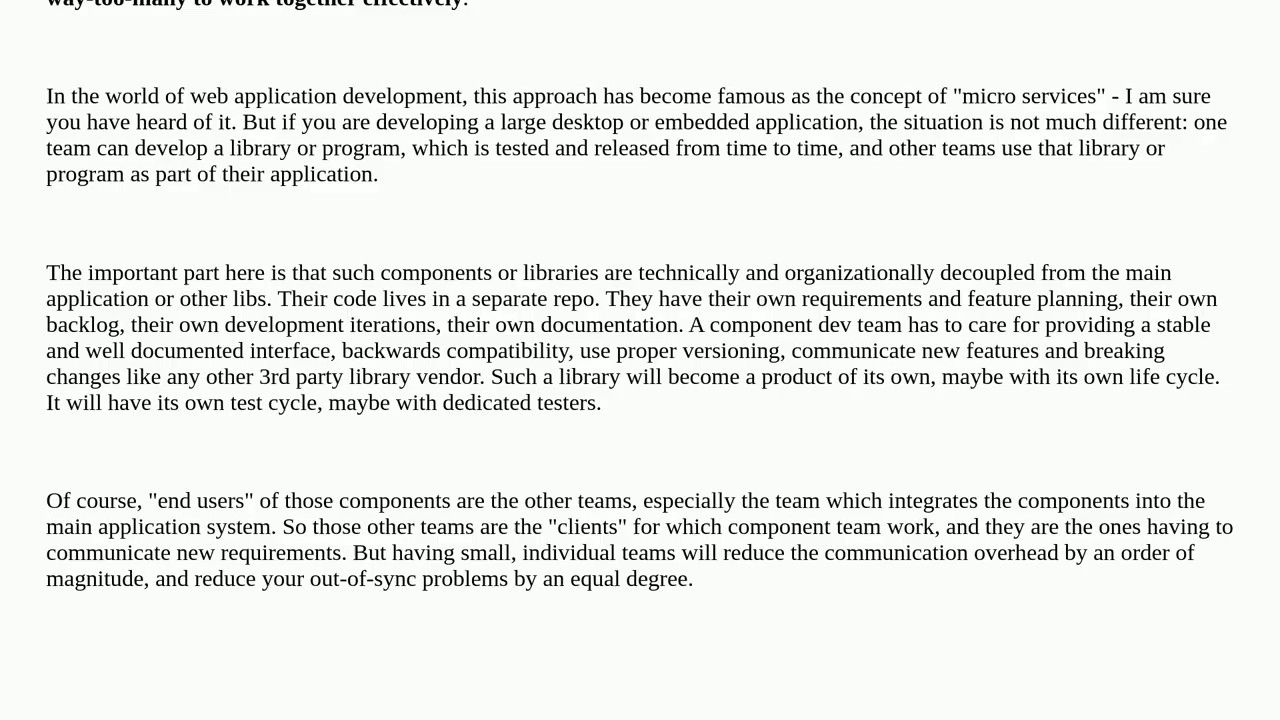 way-too-many to work together effectively.
In the world of web application development, this approach has become famous as the concept of "micro services" - I am sure
you have heard of it. But if you are developing a large desktop or embedded application, the situation is not much different: one
team can develop a library or program, which is tested and released from time to time, and other teams use that library or
program as part of their application.
The important part here is that such components or libraries are technically and organizationally decoupled from the main
application or other libs. Their code lives in a separate repo. They have their own requirements and feature planning, their own
backlog, their own development iterations, their own documentation. A component dev team has to care for providing a stable
and well documented interface, backwards compatibility, use proper versioning, communicate new features and breaking
changes like any other 3rd party library vendor. Such a library will become a product of its own, maybe with its own life cycle.
It will have its own test cycle, maybe with dedicated testers.
Of course, "end users" of those components are the other teams, especially the team which integrates the components into the
main application system. So those other teams are the "clients" for which component team work, and they are the ones having to
communicate new requirements. But having small, individual teams will reduce the communication overhead by an order of
magnitude, and reduce your out-of-sync problems by an equal degree.